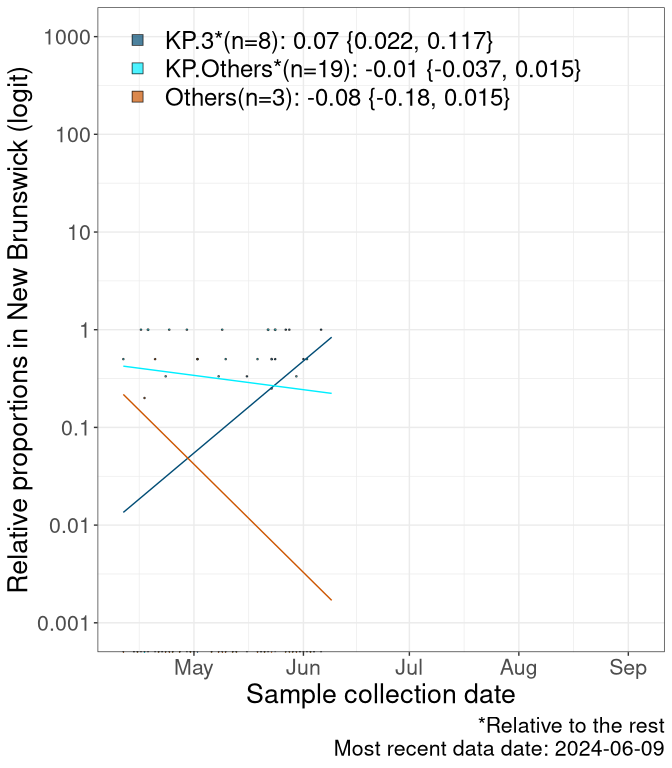 KP.3*(n=8): 0.07 {0.022, 0.117}
KP.Others*(n=19): -0.01 {-0.037, 0.015}
Others(n=3): -0.08 {-0.18, 0.015}
Relative proportions in New Brunswick (logit)
1000
100
10
1
0.1
0.01
0.001
May Jun Jul Aug Sep
Sample collection date
*Relative to the rest
Most recent data date: 2024-06-09